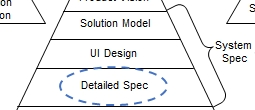 Solution Model
UI Design
Detailed Spec
System
Spec